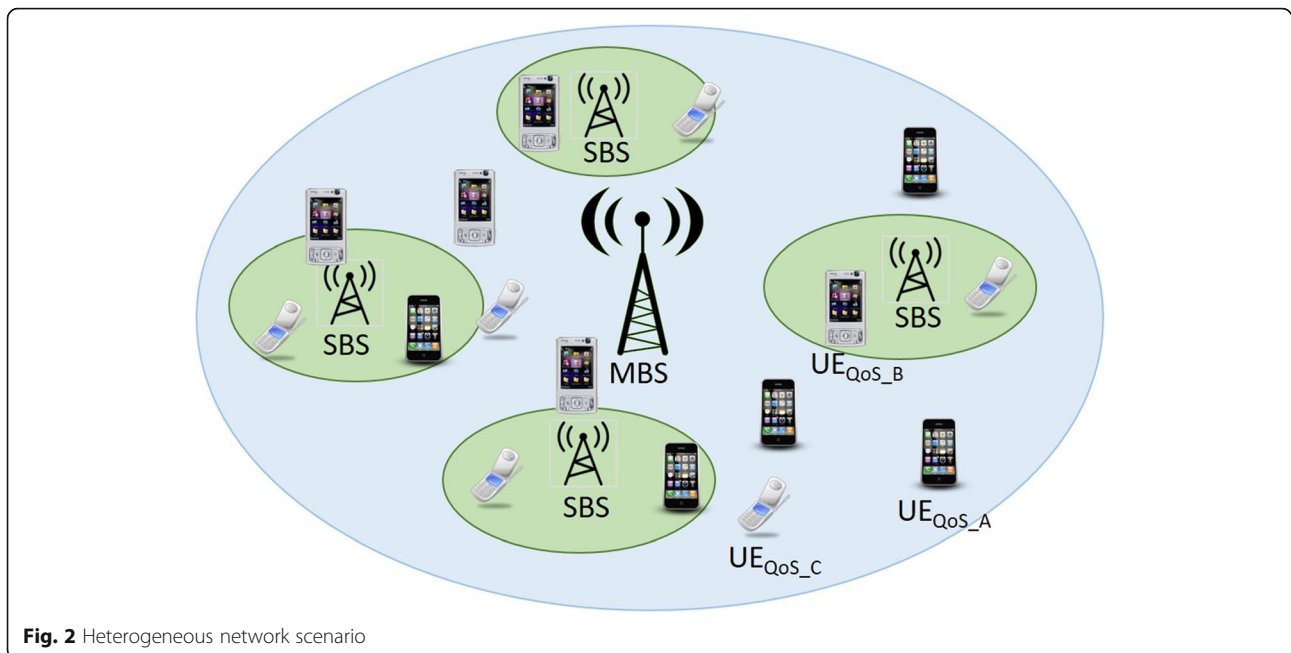 SBS
SBS
SBS
MBS
UE_QoS_B
SBS
UE_QoS_A
UE_QoS_C
Fig. 2 Heterogeneous network scenario